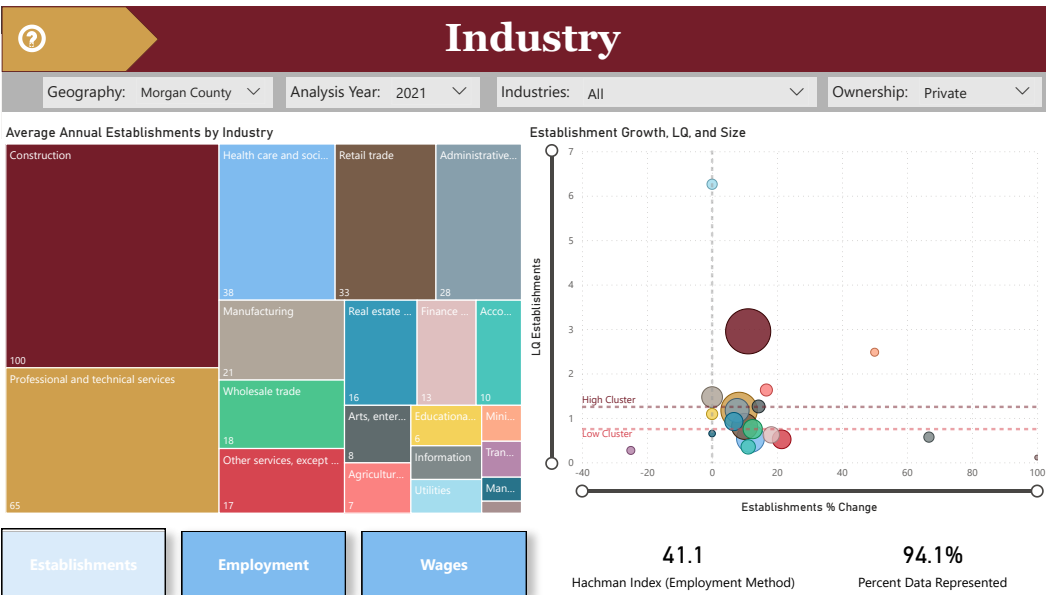 ?
Industry
Geography: Morgan County
Analysis Year: 2021
Industries: All
Ownership: Private
Average Annual Establishments by Industry
Construction
100
Professional and technical services
65
Health care and soci...
38
Retail trade
33
Administrative...
28
Manufacturing
21
Wholesale trade
18
Other services, except ...
17
Real estate ...
16
Finance ...
13
Acco...
10
Arts, enter...
8
Agricultur...
7
Educationa...
6
Information
Utilities
Mini...
Tran...
Man...
Establishment Growth, LQ, and Size
LQ Establishments
7
6
5
4
3
2
1
0
High Cluster
Low Cluster
-40 -20 0 20 40 60 80 100
Establishments % Change
Establishments
Employment
Wages
41.1
Hachman Index (Employment Method)
94.1%
Percent Data Represented